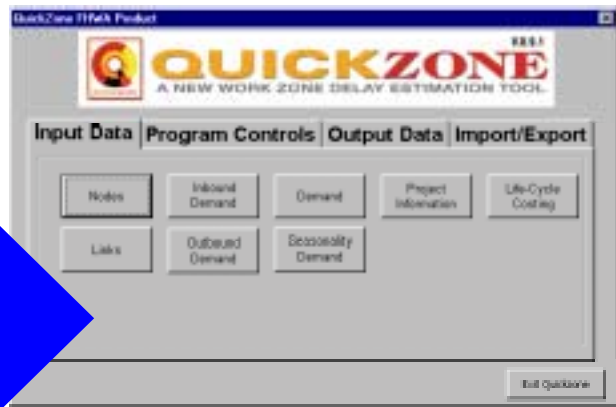 QuickZone FHWA Product
QUICKZONE
A NEW WORK ZONE DELAY ESTIMATION TOOL
Input Data Program Controls Output Data Import/Export
Nodes Inbound Demand Demand Project Information Life-Cycle Costing
Links Outbound Demand Seasonality Demand
Exit Quickzone